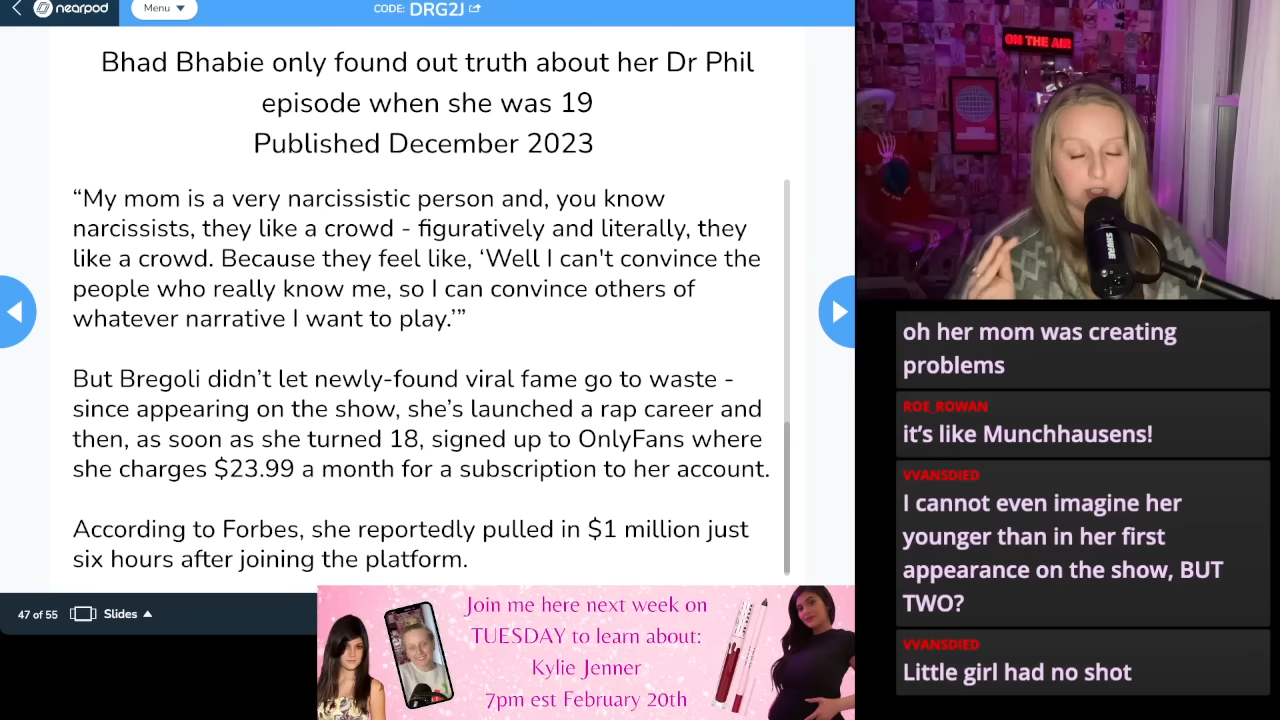 nearpod
Menu
CODE: DRG2J
ON THE AIR
Bhad Bhabie only found out truth about her Dr Phil
episode when she was 19
Published December 2023
“My mom is a very narcissistic person and, you know
narcissists, they like a crowd - figuratively and literally, they
like a crowd. Because they feel like, ‘Well I can't convince the
people who really know me, so I can convince others of
whatever narrative I want to play.’”
But Bregoli didn’t let newly-found viral fame go to waste -
since appearing on the show, she’s launched a rap career and
then, as soon as she turned 18, signed up to OnlyFans where
she charges $23.99 a month for a subscription to her account.
According to Forbes, she reportedly pulled in $1 million just
six hours after joining the platform.
47 of 55
Slides
Join me here next week on
TUESDAY to learn about:
Kylie Jenner
7pm est February 20th
SHURE
oh her mom was creating
problems
ROE_ROWAN
it’s like Munchhausens!
VVANSDIED
I cannot even imagine her
younger than in her first
appearance on the show, BUT
TWO?
VVANSDIED
Little girl had no shot